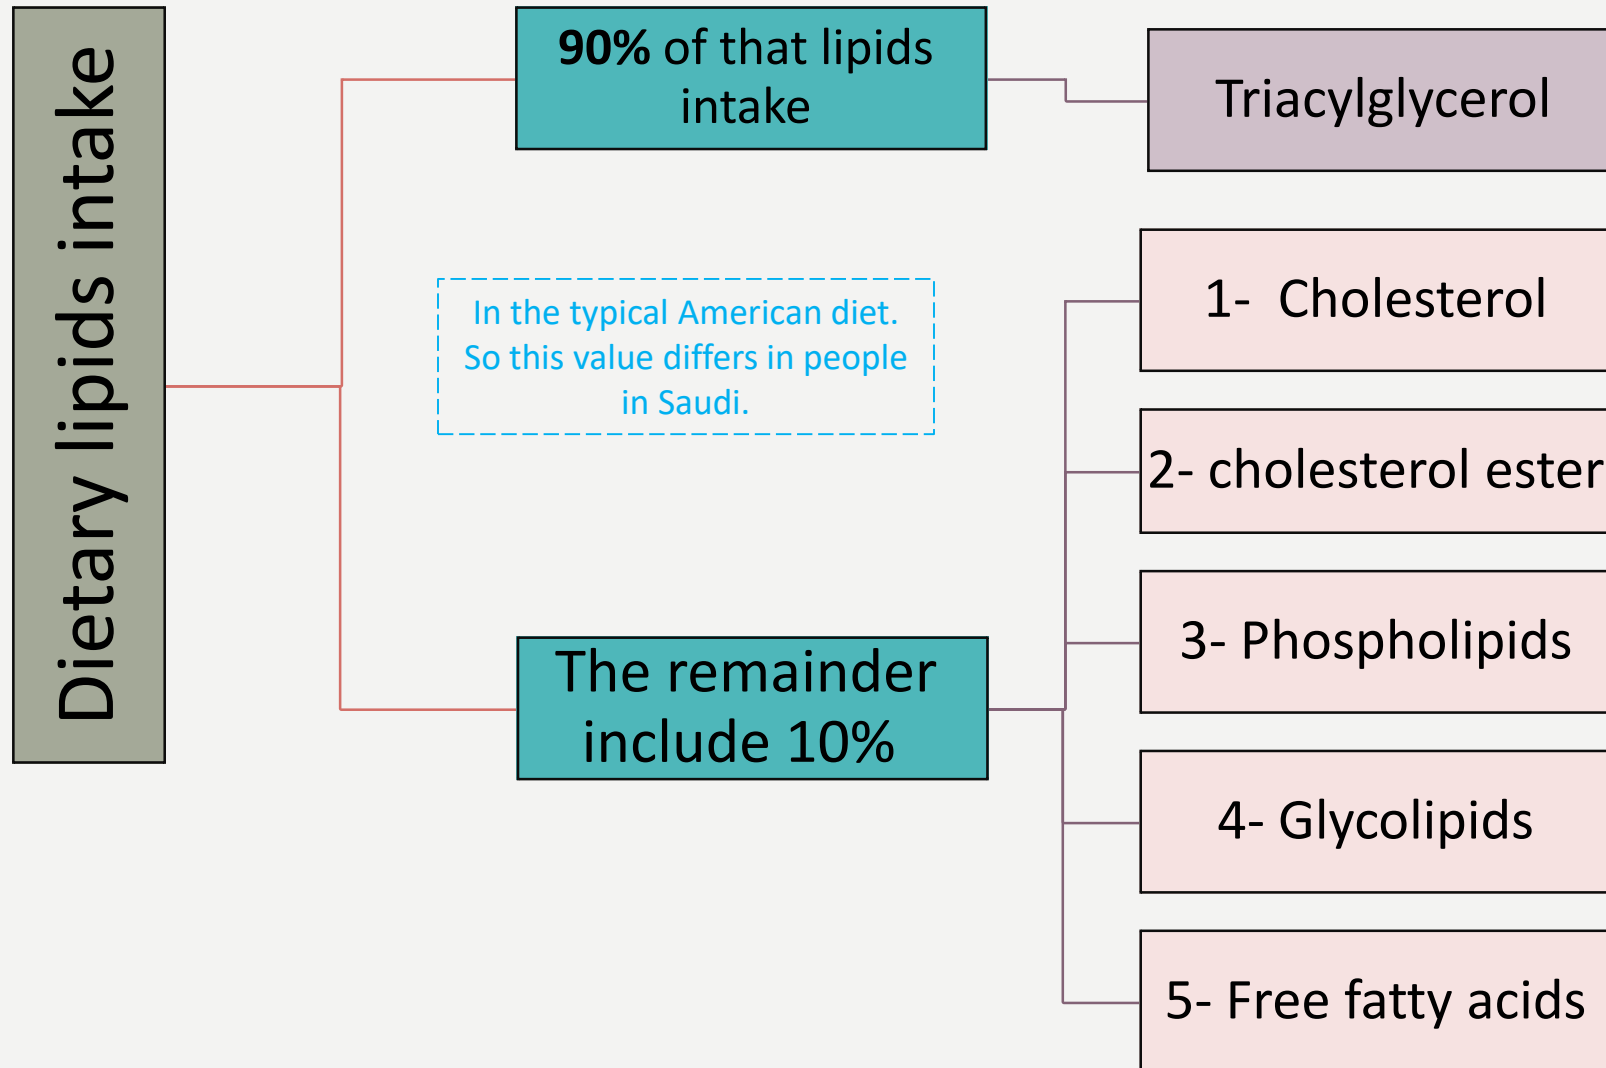 Dietary lipids intake
90% of that lipids
intake
Triacylglycerol
In the typical American diet.
So this value differs in people
in Saudi.
The remainder
include 10%
1- Cholesterol
2- cholesterol ester
3- Phospholipids
4- Glycolipids
5- Free fatty acids